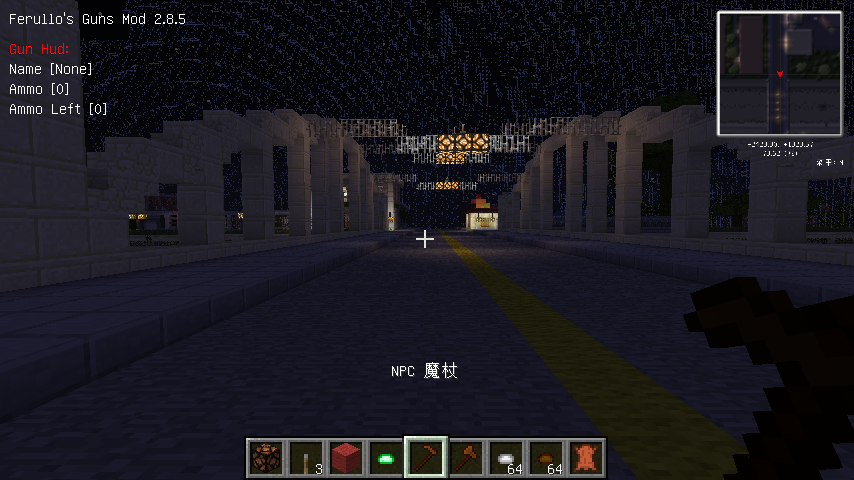 Ferullo's Guns Mod 2.8.5
Gun Hud:
Name [None]
Ammo [0]
Ammo Left [0]
NPC 魔杖
3
64
64